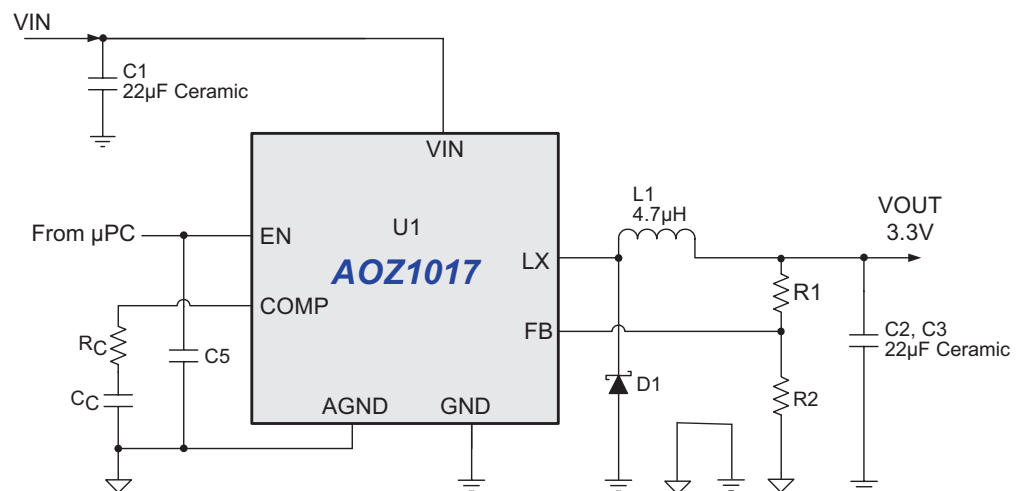 VIN
C1
22µF Ceramic
VIN
U1
AOZ1017
From µPC
EN
LX
COMP
FB
AGND
GND
L1
4.7µH
VOUT
3.3V
R1
C2, C3
22µF Ceramic
RC
C5
CC
D1
R2